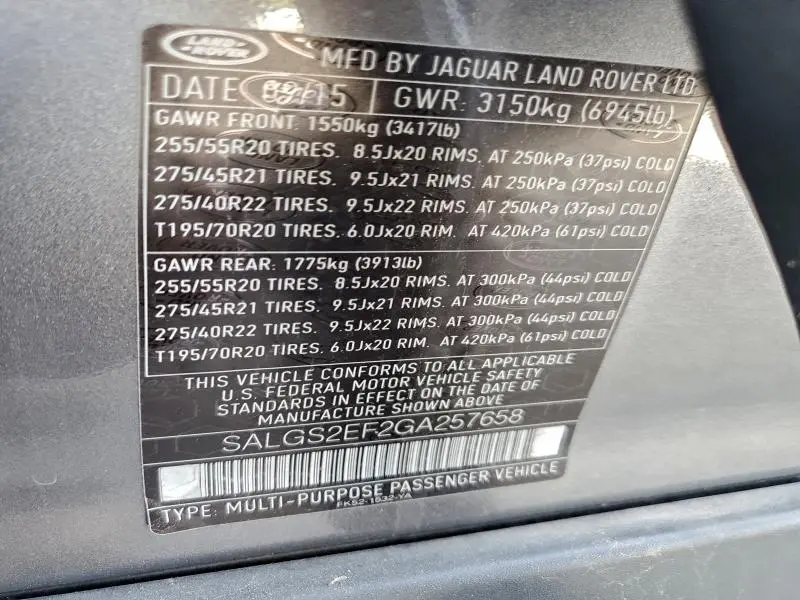 LAND-
-ROVER
MFD BY JAGUAR LAND ROVER LTD
DATE /15 GWR: 3150kg (6945lb)
GAWR FRONT: 1550kg (3417lb)
255/55R20 TIRES. 8.5Jx20 RIMS. AT 250kPa (37psi) COLD
275/45R21 TIRES. 9.5Jx21 RIMS. AT 250kPa (37psi) COLD
275/40R22 TIRES. 9.5Jx22 RIMS. AT 250kPa (37psi) COLD
T195/70R20 TIRES. 6.0Jx20 RIM. AT 420kPa (61psi) COLD
GAWR REAR: 1775kg (3913lb)
255/55R20 TIRES. 8.5Jx20 RIMS. AT 300kPa (44psi) COLD
275/45R21 TIRES. 9.5Jx21 RIMS. AT 300kPa (44psi) COLD
275/40R22 TIRES. 9.5Jx22 RIMS. AT 300kPa (44psi) COLD
T195/70R20 TIRES. 6.0Jx20 RIM. AT 420kPa (61psi) COLD
THIS VEHICLE CONFORMS TO ALL APPLICABLE
U.S. FEDERAL MOTOR VEHICLE SAFETY
STANDARDS IN EFFECT ON THE DATE OF
MANUFACTURE SHOWN ABOVE
SALGS2EF2GA257658
TYPE: MULTI-PURPOSE PASSENGER VEHICLE
FK52-1532-YA